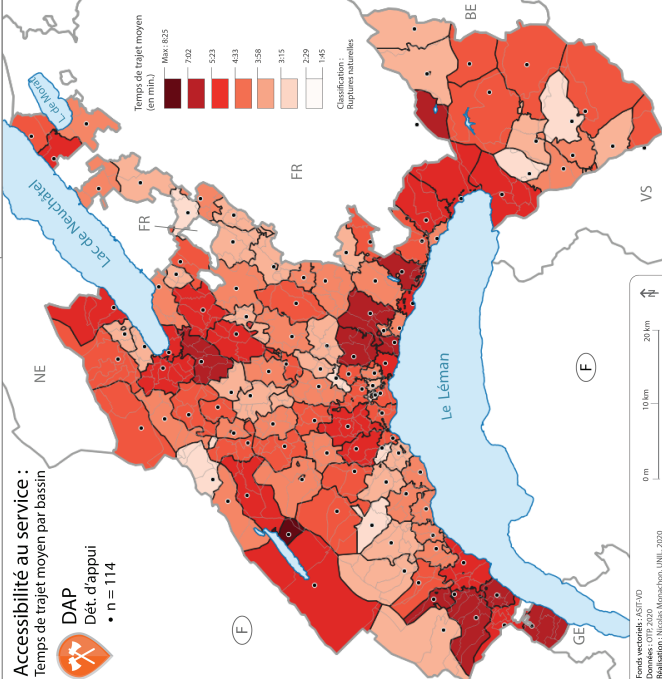 Accessibilité au service :
Temps de trajet moyen par bassin
DAP
Dét. d'appui
• n = 114
Temps de trajet moyen
(en min.)
Max : 8:25
7:02
5:23
4:33
3:58
3:15
2:29
1:45
Classification :
Ruptures naturelles
BE
L. de Morat
Lac de Neuchâtel
FR
FR
NE
VS
Le Léman
F
F
GE
N
0 m
10 km
20 km
Fonds vectoriels : ASIT-VD
Données : OTP, 2020
Réalisation : Nicolas Monachon, UNIL, 2020